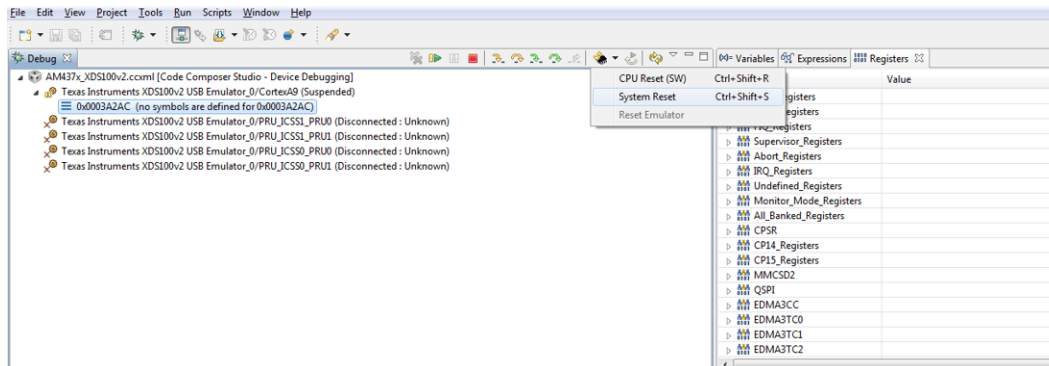 File Edit View Project Tools Run Scripts Window Help
Debug
AM437x_XDS100v2.ccxml [Code Composer Studio - Device Debugging]
Texas Instruments XDS100v2 USB Emulator_0/CortexA9 (Suspended)
0x0003A2AC (no symbols are defined for 0x0003A2AC)
Texas Instruments XDS100v2 USB Emulator_0/PRU_ICSS1_PRU0 (Disconnected : Unknown)
Texas Instruments XDS100v2 USB Emulator_0/PRU_ICSS1_PRU1 (Disconnected : Unknown)
Texas Instruments XDS100v2 USB Emulator_0/PRU_ICSS0_PRU0 (Disconnected : Unknown)
Texas Instruments XDS100v2 USB Emulator_0/PRU_ICSS0_PRU1 (Disconnected : Unknown)
CPU Reset (SW) Ctrl+Shift+R
System Reset Ctrl+Shift+S
Reset Emulator
(x)= Variables Expressions Registers
Value
egisters
egisters
Supervisor_Registers
Abort_Registers
IRQ_Registers
Undefined_Registers
Monitor_Mode_Registers
All_Banked_Registers
CPSR
CP14_Registers
CP15_Registers
MMCSD2
QSPI
EDMA3CC
EDMA3TC0
EDMA3TC1
EDMA3TC2